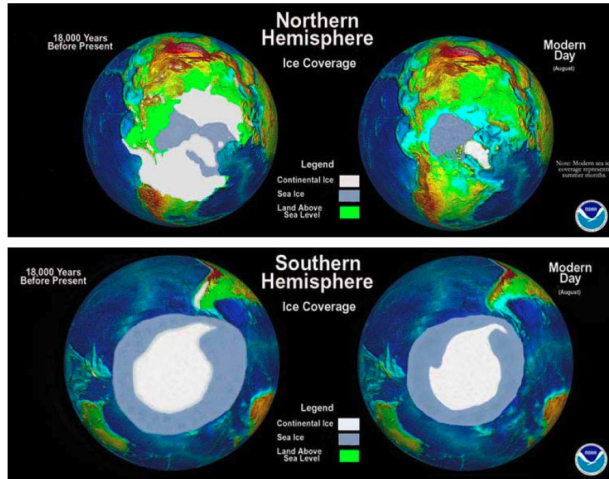 Northern
Hemisphere
Ice Coverage
18,000 Years
Before Present
Modern
Day
(August)
Legend
Continental Ice
Sea Ice
Land Above
Sea Level
Note: Modern sea ice
coverage represents
summer months.
NOAA
Southern
Hemisphere
Ice Coverage
18,000 Years
Before Present
Modern
Day
(August)
Legend
Continental Ice
Sea Ice
Land Above
Sea Level
NOAA